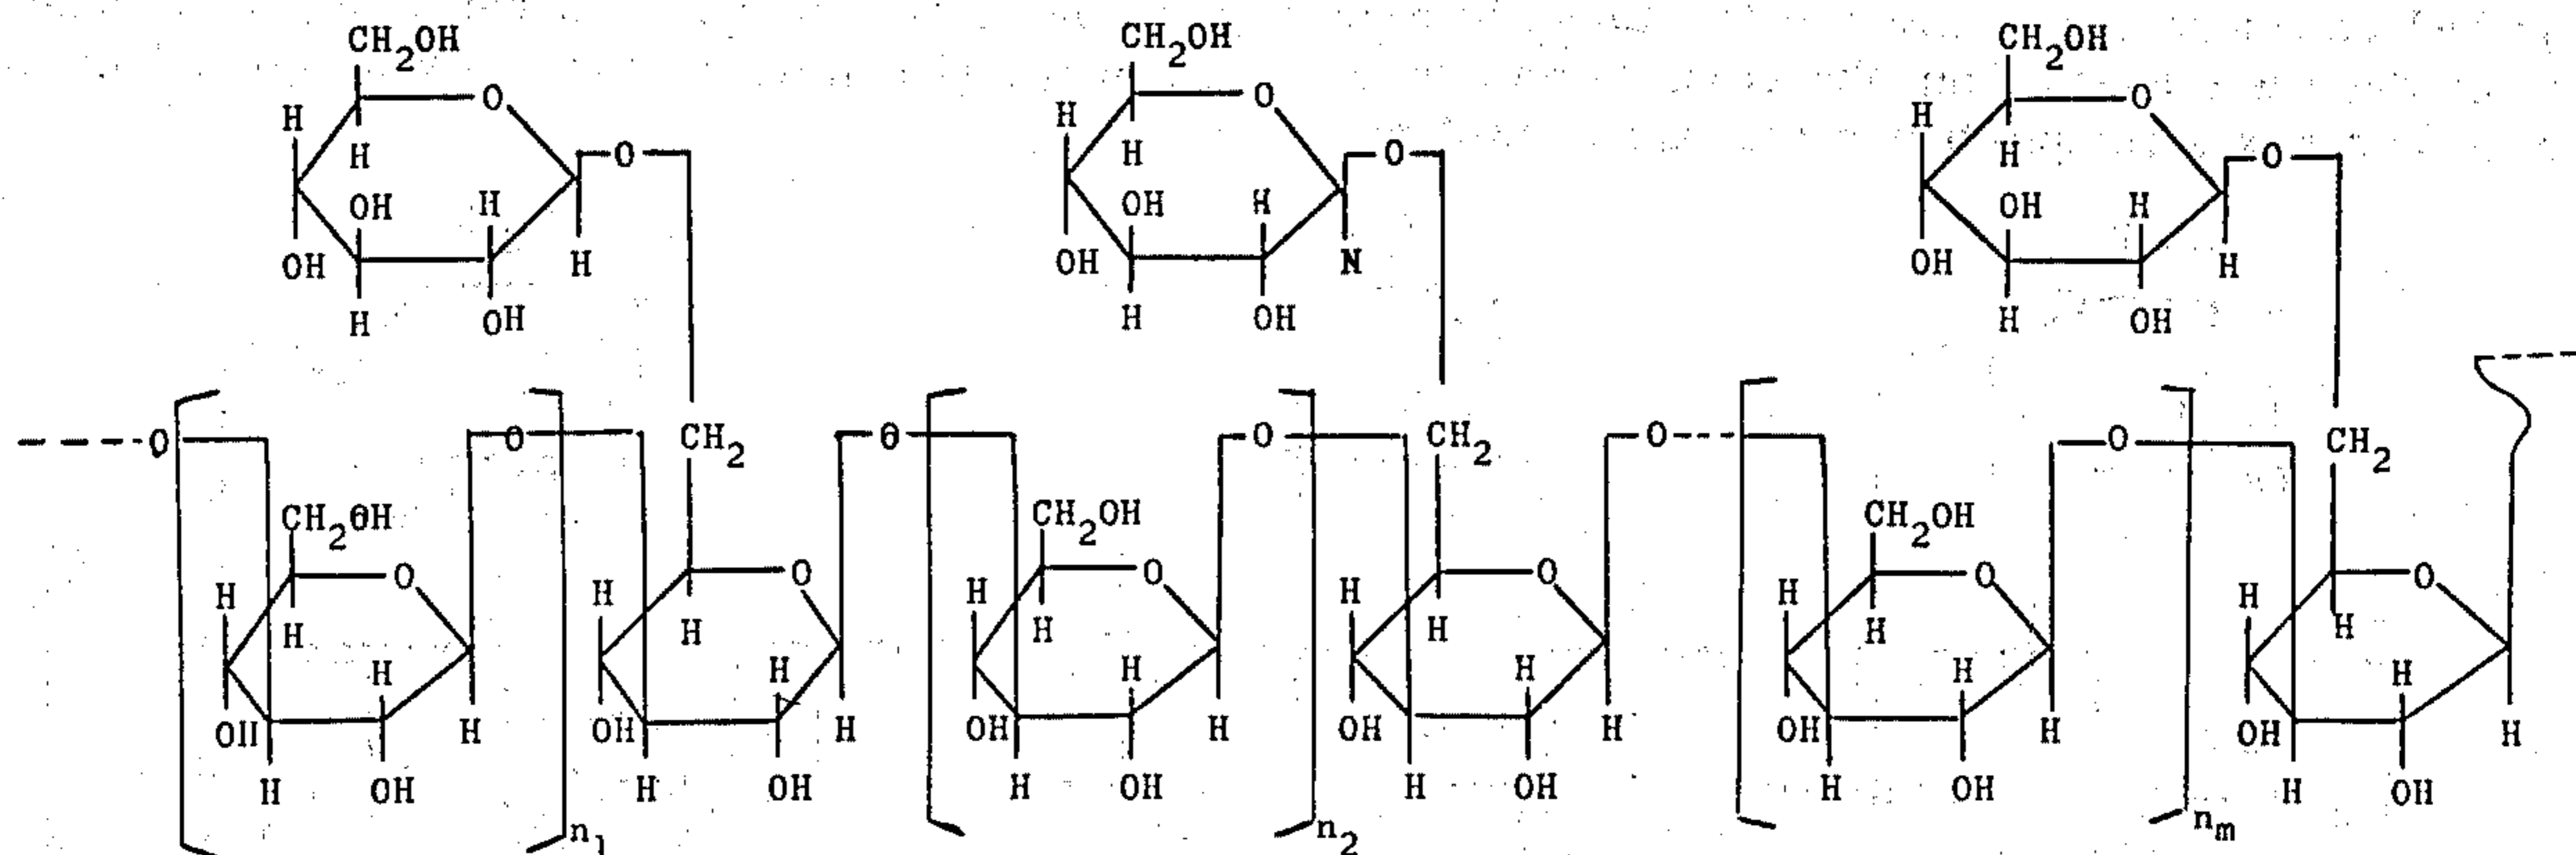 CH2OH CH2OH CH2OH
O O O
H H H
O O O
H H H
OH H OH H OH H
OH H OH N OH H
H OH H OH H OH
O O CH2 O O CH2 O O CH2
CH2OH CH2OH CH2OH
O O O O O O
H H H H H H
H H H H H H
H H H H H H
OH H OH H OH H OH H OH H OH H
H OH H OH H OH H OH H OH H OH
n1 n2 nm